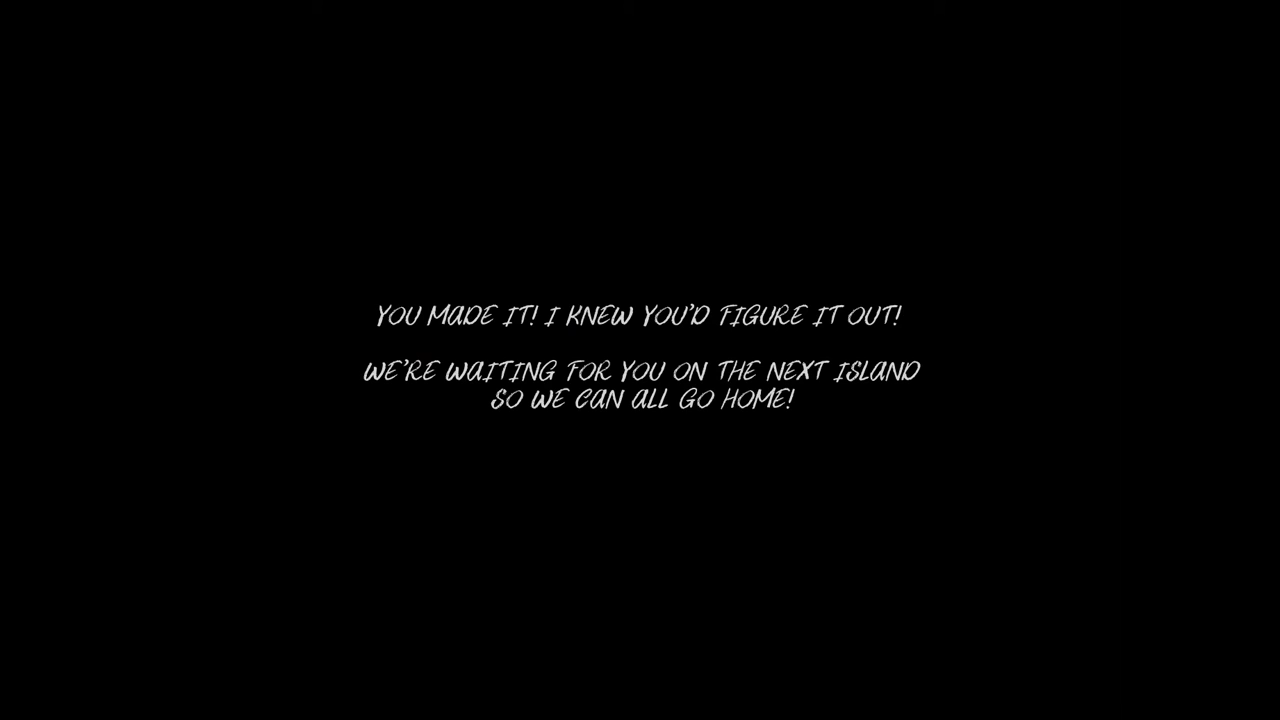 YOU MADE IT! I KNEW YOU'D FIGURE IT OUT!
WE'RE WAITING FOR YOU ON THE NEXT ISLAND
SO WE CAN ALL GO HOME!